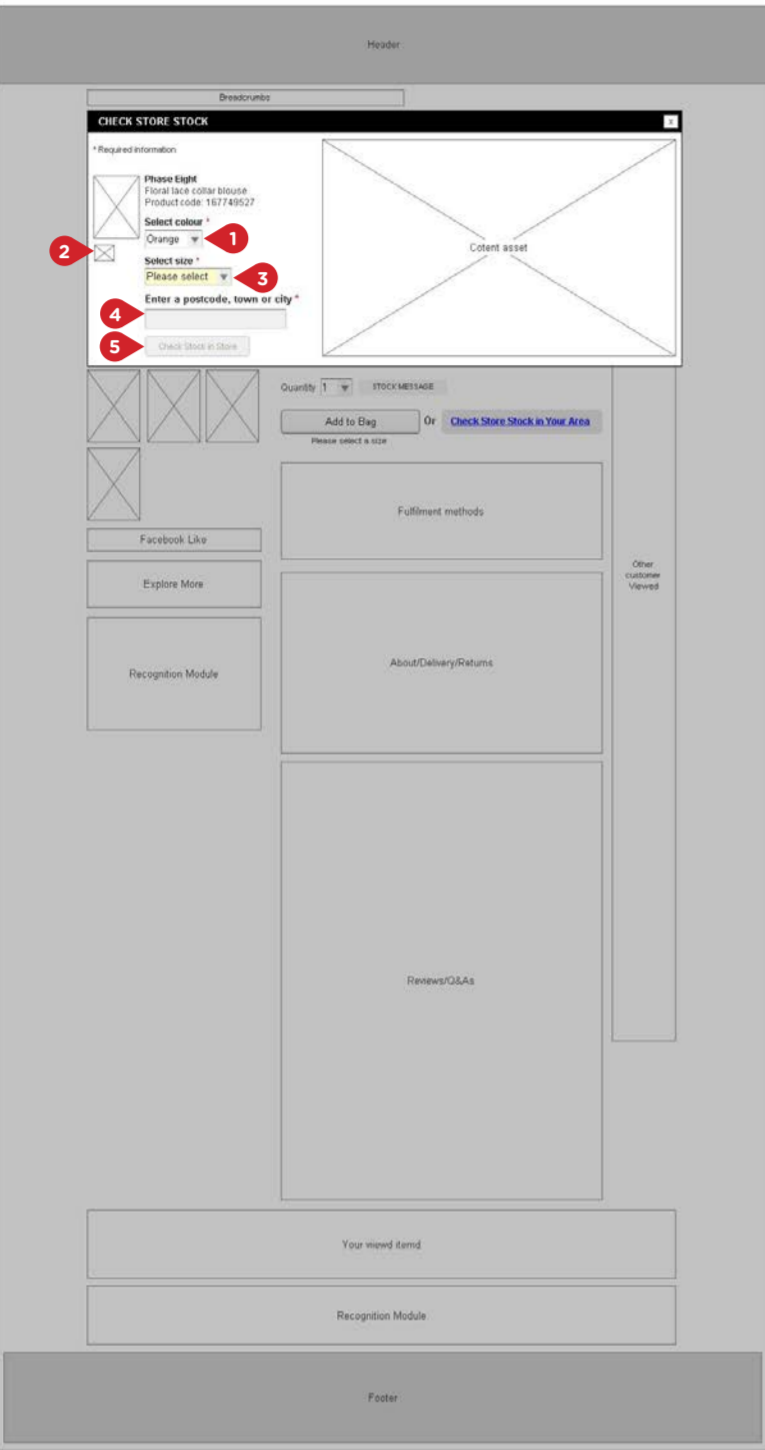 Header
Breadcrumbs
CHECK STORE STOCK
x
* Required information
Phase Eight
Floral lace collar blouse
Product code: 167749527
Select colour *
Orange
1
2
Select size *
Please select
3
Enter a postcode, town or city *
4
Check Stock in Store
5
Cotent asset
Quantity 1 STOCK MESSAGE
Add to Bag Or Check Store Stock in Your Area
Please select a size
Fulfilment methods
Facebook Like
Explore More
Other
customer
Viewed
Recognition Module
About/Delivery/Returns
Reviews/Q&As
Your viewd itemd
Recognition Module
Footer